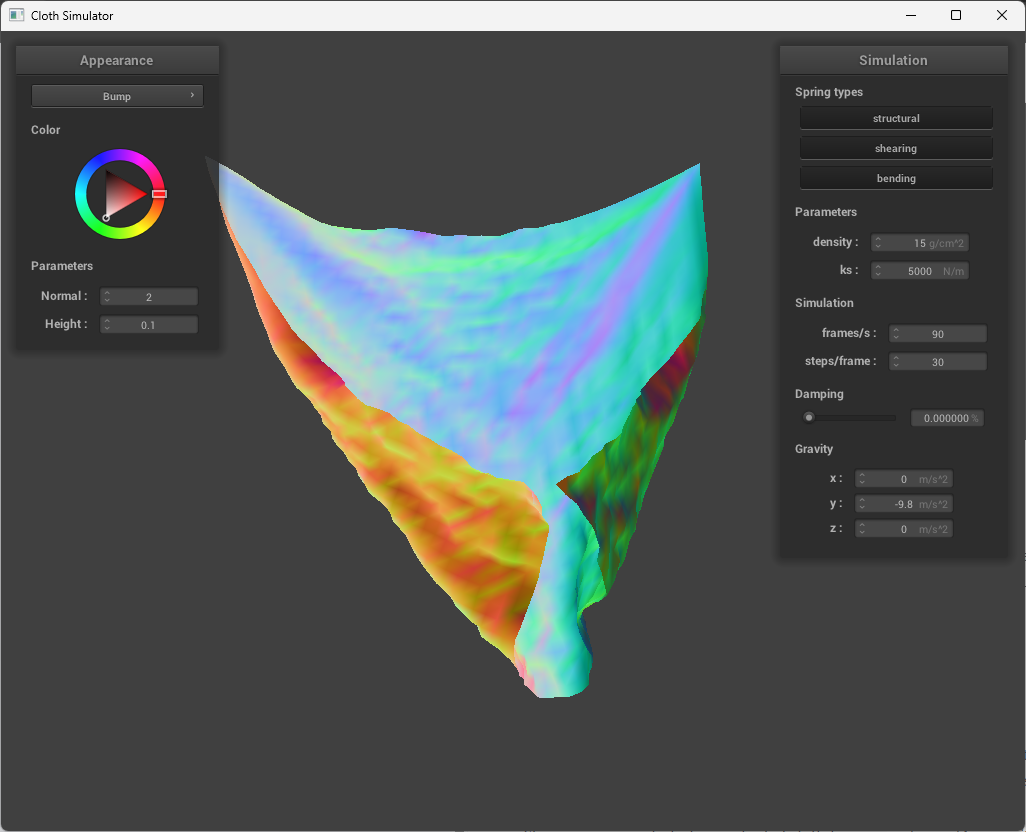 Cloth Simulator
Appearance
Bump
Color
Parameters
Normal : 2
Height : 0.1
Simulation
Spring types
structural
shearing
bending
Parameters
density : 15 g/cm^2
ks : 5000 N/m
Simulation
frames/s : 90
steps/frame : 30
Damping
0.000000 %
Gravity
x : 0 m/s^2
y : -9.8 m/s^2
z : 0 m/s^2